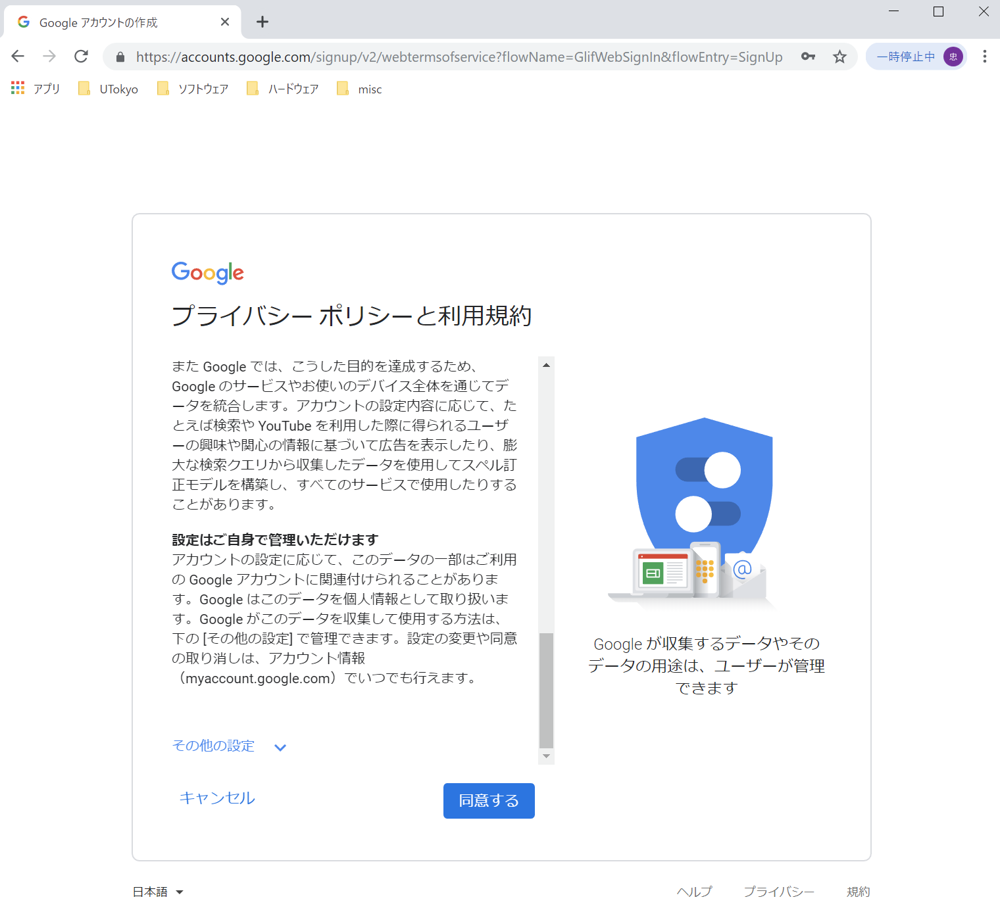 Google アカウントの作成
https://accounts.google.com/signup/v2/webtermsofservice?flowName=GlifWebSignIn&flowEntry=SignUp
一時停止中 忠
アプリ UTokyo ソフトウェア ハードウェア misc
Google
プライバシー ポリシーと利用規約
また Google では、こうした目的を達成するため、
Google のサービスやお使いのデバイス全体を通じてデ
ータを統合します。アカウントの設定内容に応じて、た
とえば検索や YouTube を利用した際に得られるユーザ
ーの興味や関心の情報に基づいて広告を表示したり、膨
大な検索クエリから収集したデータを使用してスペル訂
正モデルを構築し、すべてのサービスで使用したりする
ことがあります。
設定はご自身で管理いただけます
アカウントの設定に応じて、このデータの一部はご利用
の Google アカウントに関連付けられることがありま
す。Google はこのデータを個人情報として取り扱いま
す。Google がこのデータを収集して使用する方法は、
下の [その他の設定] で管理できます。設定の変更や同意
の取り消しは、アカウント情報
（myaccount.google.com）でいつでも行えます。
その他の設定
キャンセル
同意する
@
Google が収集するデータやその
データの用途は、ユーザーが管理
できます
日本語
ヘルプ プライバシー 規約